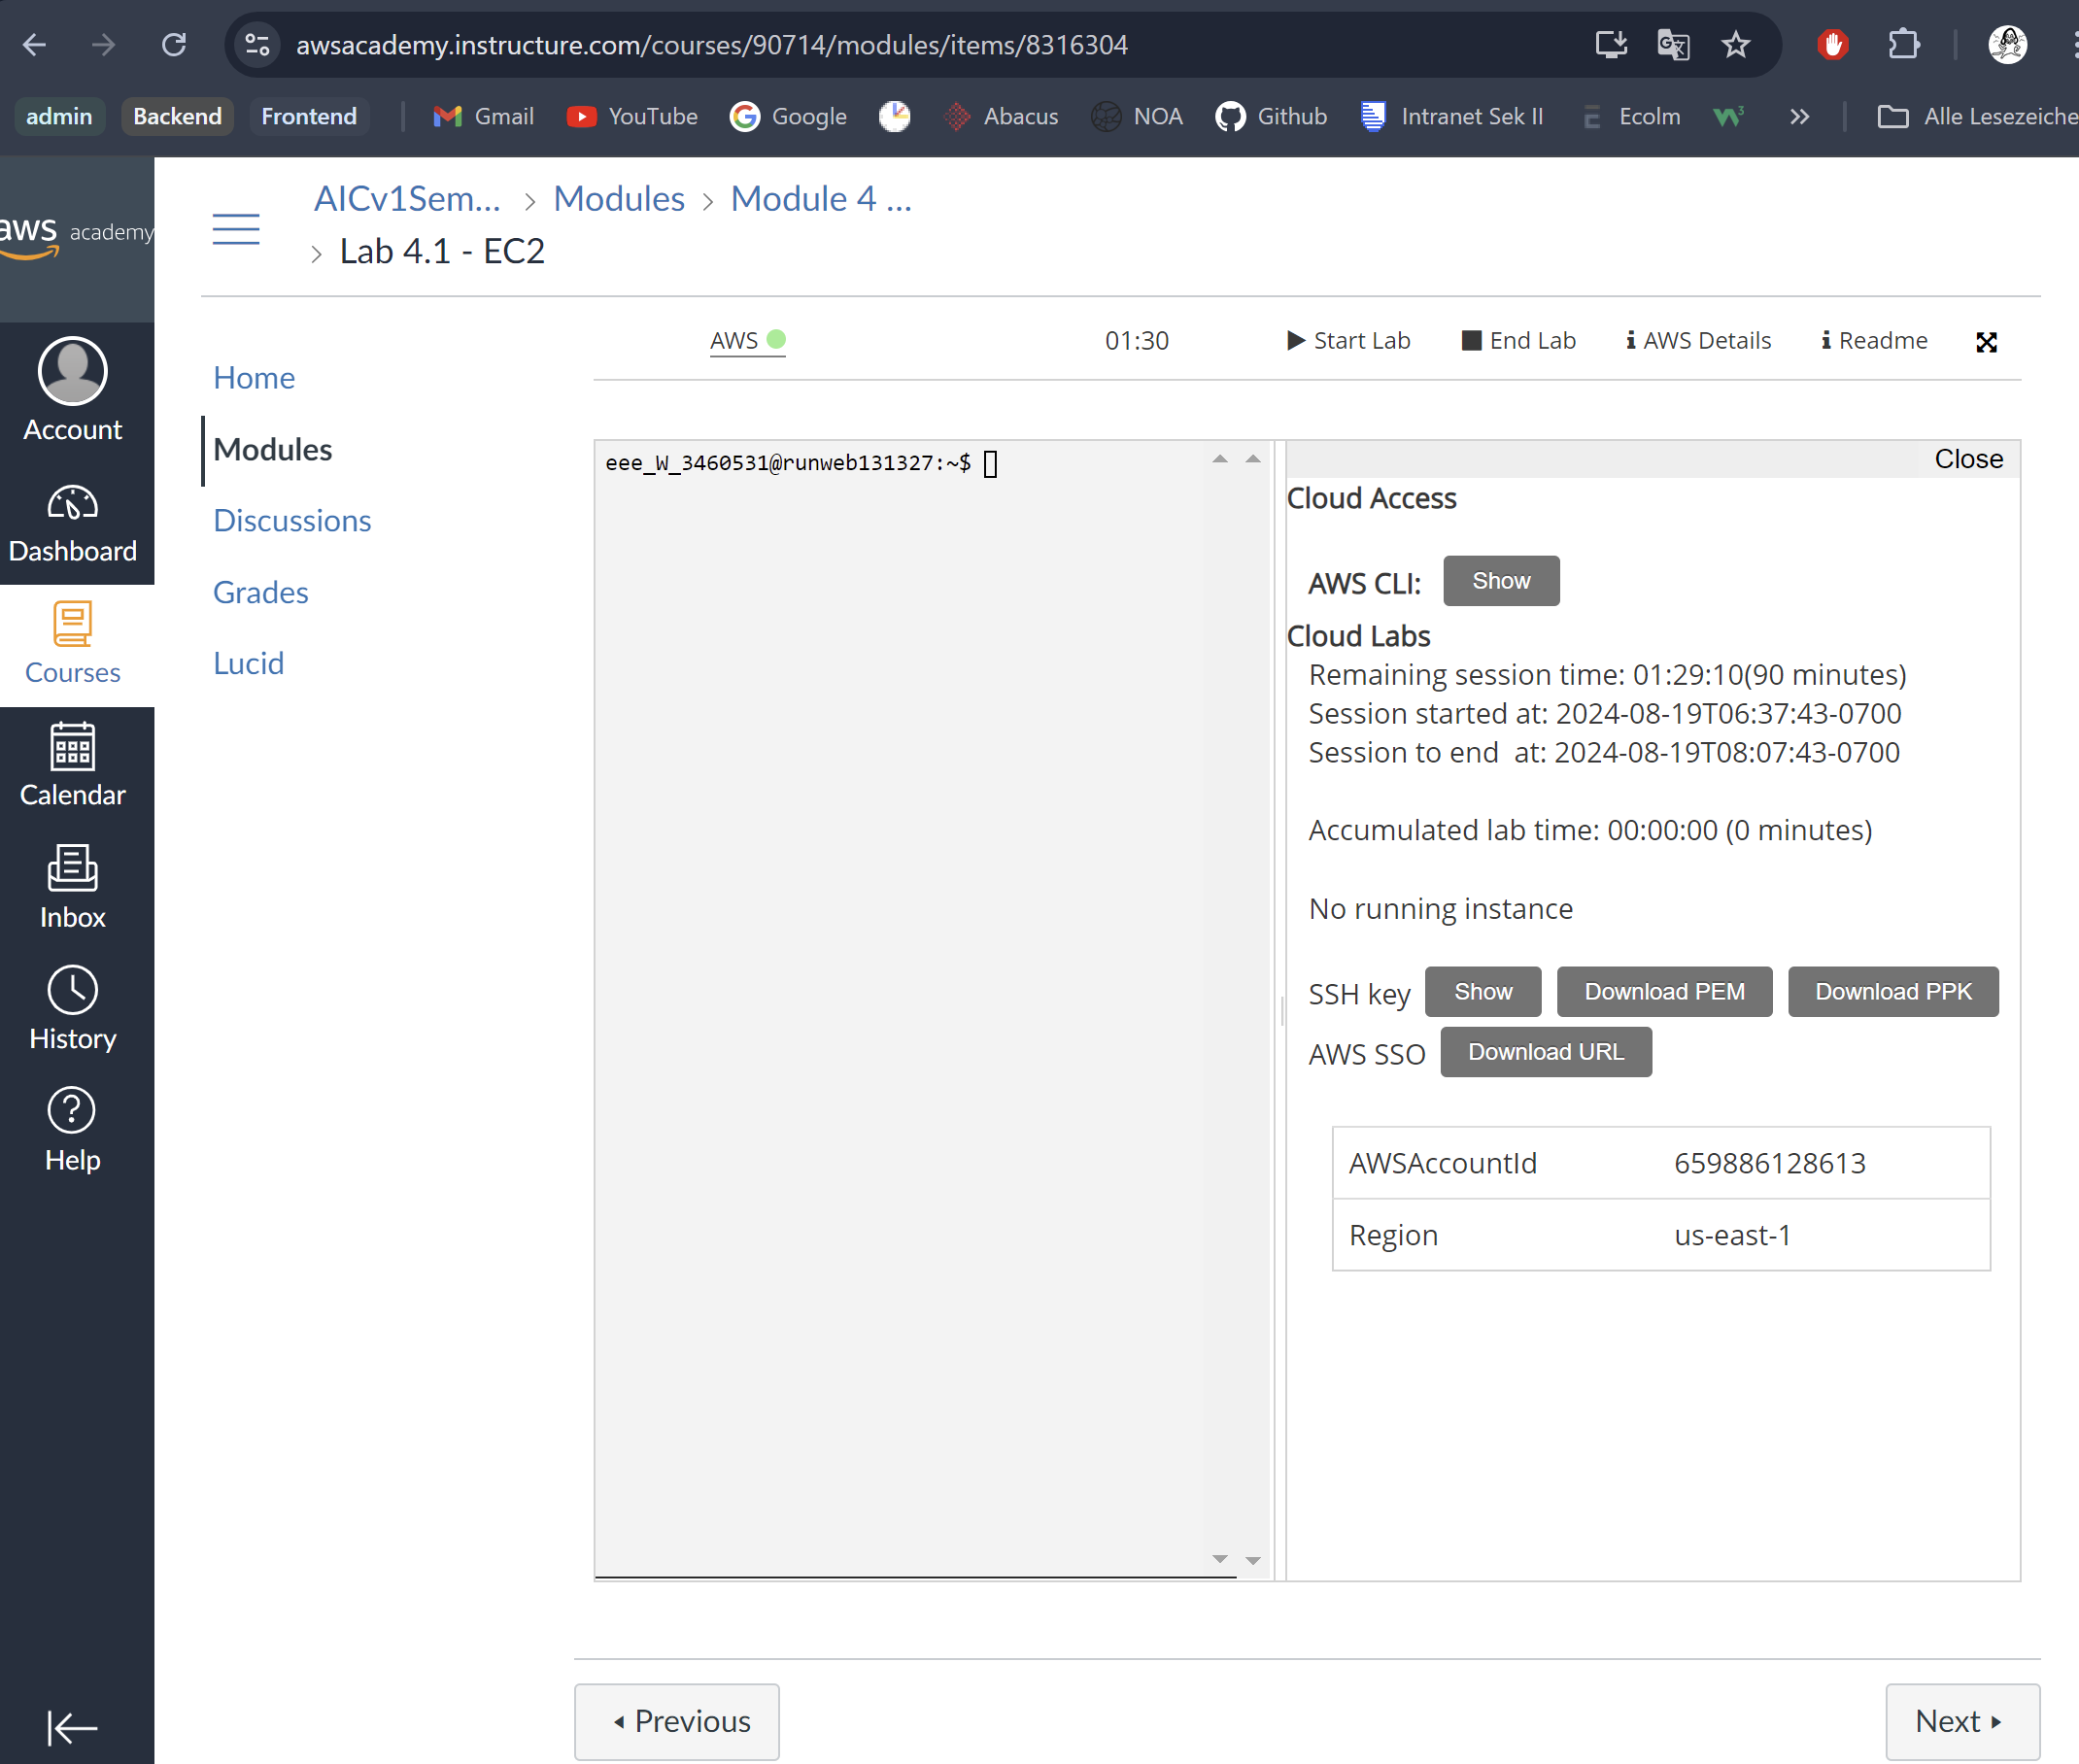 awsacademy.instructure.com/courses/90714/modules/items/8316304
admin Backend Frontend Gmail YouTube Google Abacus NOA Github Intranet Sek II Ecolm Alle Lesezeiche
aws academy
AICv1Sem... > Modules > Module 4 ...
> Lab 4.1 - EC2
Account
Dashboard
Courses
Calendar
Inbox
History
Help
Home
Modules
Discussions
Grades
Lucid
AWS 01:30 Start Lab End Lab AWS Details Readme
eee_W_3460531@runweb131327:~$
Close
Cloud Access
AWS CLI: Show
Cloud Labs
Remaining session time: 01:29:10(90 minutes)
Session started at: 2024-08-19T06:37:43-0700
Session to end at: 2024-08-19T08:07:43-0700
Accumulated lab time: 00:00:00 (0 minutes)
No running instance
SSH key Show Download PEM Download PPK
AWS SSO Download URL
AWSAccountId 659886128613
Region us-east-1
Previous
Next